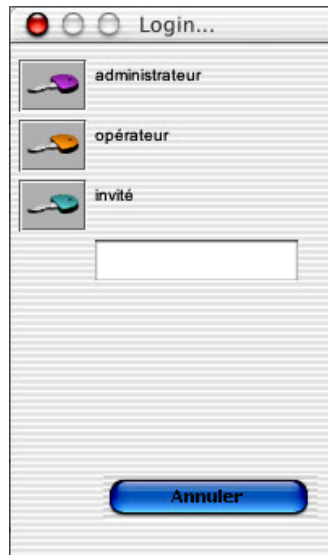 Login...
administrateur
opérateur
invité
Annuler